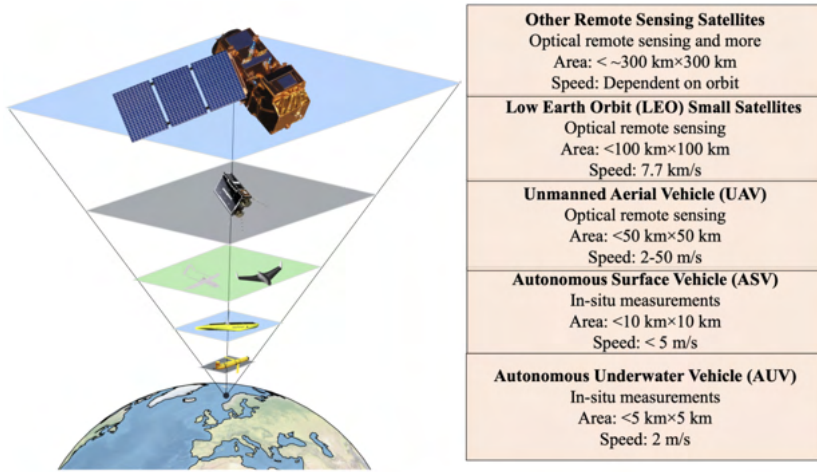 Other Remote Sensing Satellites
Optical remote sensing and more
Area: < ~300 km×300 km
Speed: Dependent on orbit
Low Earth Orbit (LEO) Small Satellites
Optical remote sensing
Area: <100 km×100 km
Speed: 7.7 km/s
Unmanned Aerial Vehicle (UAV)
Optical remote sensing
Area: <50 km×50 km
Speed: 2-50 m/s
Autonomous Surface Vehicle (ASV)
In-situ measurements
Area: <10 km×10 km
Speed: < 5 m/s
Autonomous Underwater Vehicle (AUV)
In-situ measurements
Area: <5 km×5 km
Speed: 2 m/s